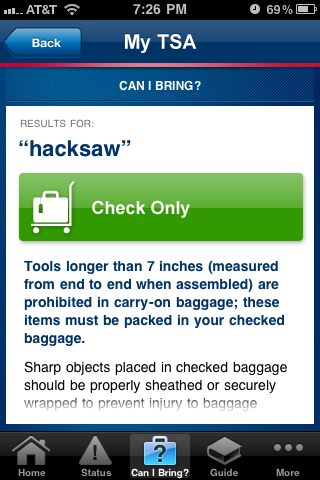 AT&T 7:26 PM 69%
Back My TSA
CAN I BRING?
RESULTS FOR:
“hacksaw”
Check Only
Tools longer than 7 inches (measured
from end to end when assembled) are
prohibited in carry-on baggage; these
items must be packed in your checked
baggage.
Sharp objects placed in checked baggage
should be properly sheathed or securely
wrapped to prevent injury to baggage
Home Status Can I Bring? Guide More